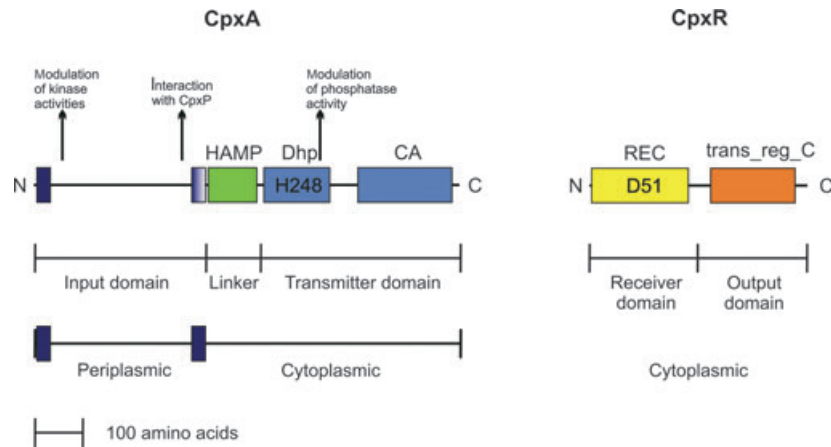 CpxA
CpxR
Modulation
of kinase
activities
Interaction
with CpxP
Modulation
of phosphatase
activity
HAMP
Dhp
CA
N
H248
C
REC
trans_reg_C
N
D51
C
Input domain
Linker
Transmitter domain
Receiver
domain
Output
domain
Periplasmic
Cytoplasmic
Cytoplasmic
100 amino acids